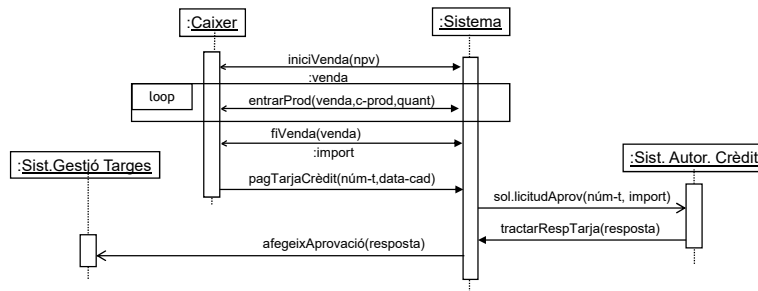 :Caixer
:Sistema
iniciVenda(npv)
:venda
loop
entrarProd(venda,c-prod,quant)
fiVenda(venda)
:import
:Sist.Gestió Targes
:Sist. Autor. Crèdit
pagTarjaCrèdit(núm-t,data-cad)
sol.licitudAprov(núm-t, import)
tractarRespTarja(resposta)
afegeixAprovació(resposta)